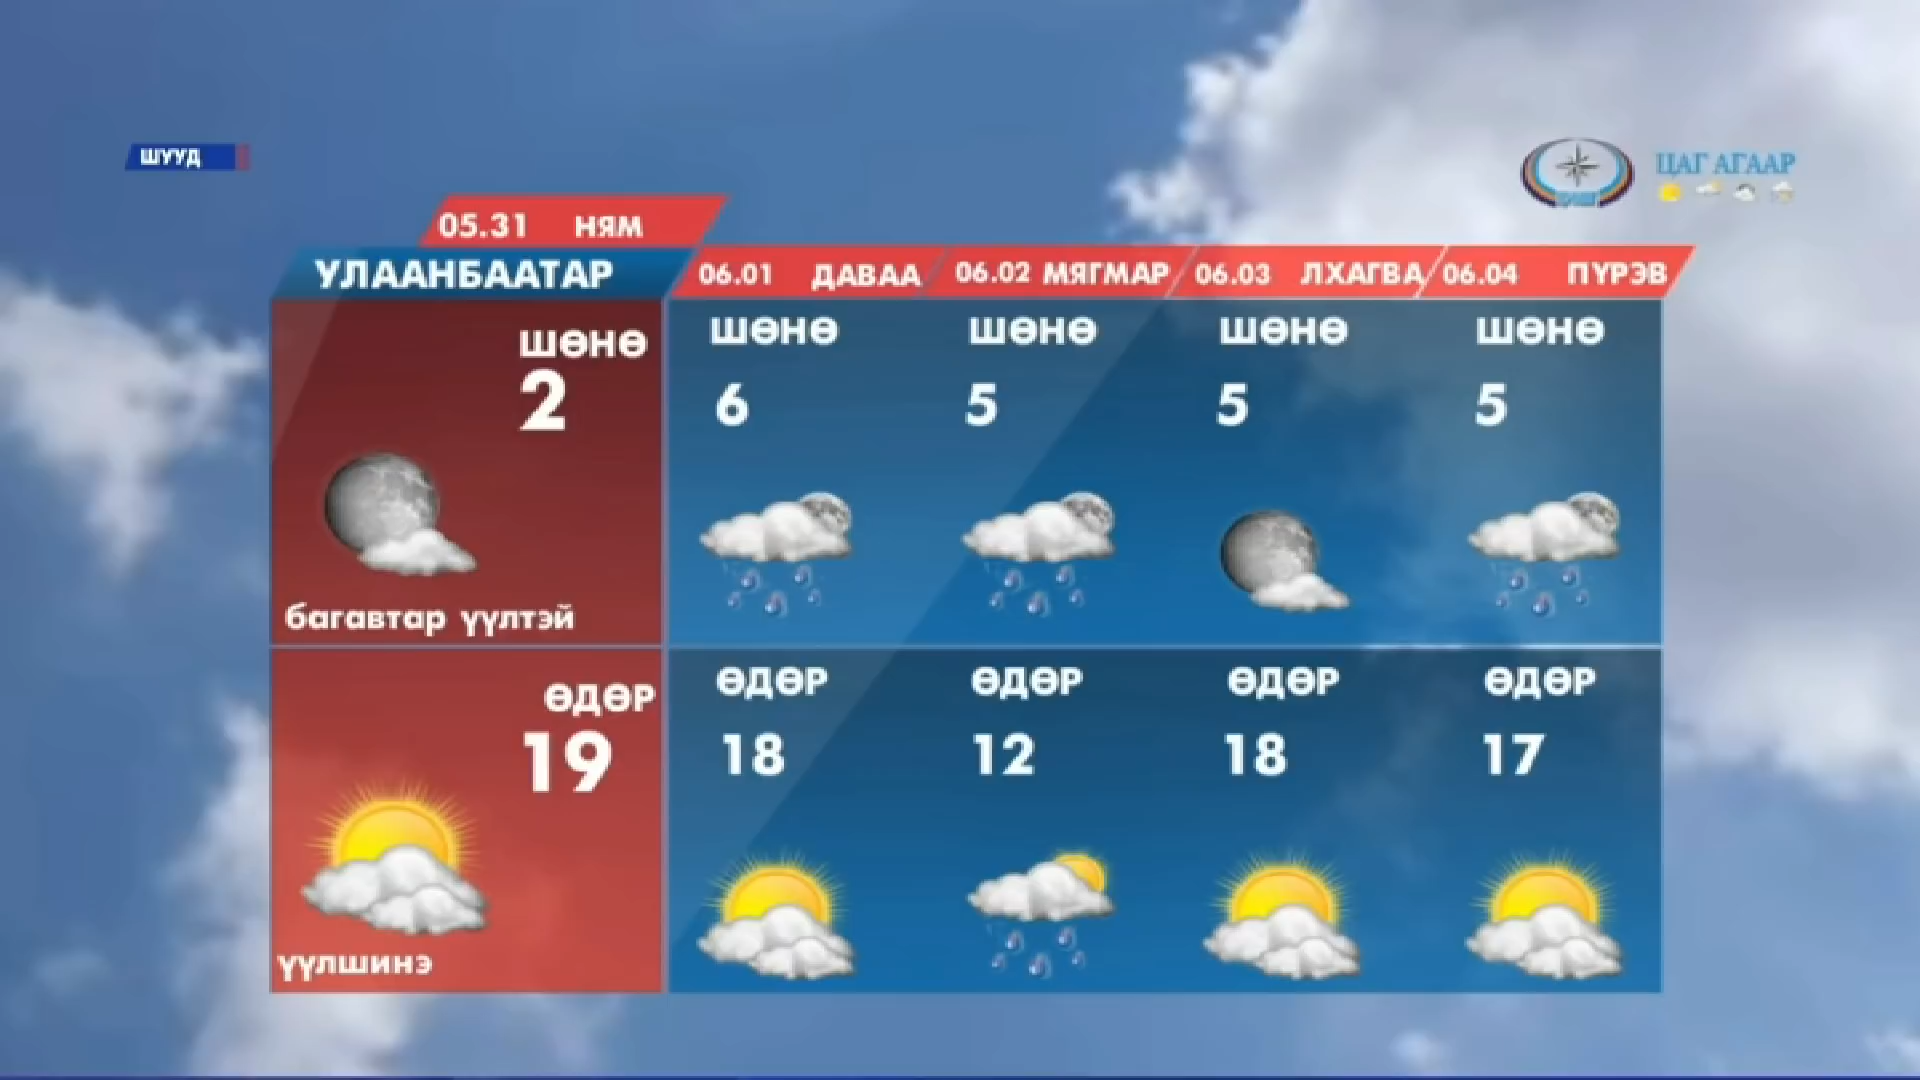 ШУУД
ЦАГ АГААР
05.31 НЯМ
УЛААНБААТАР
06.01 ДАВАА
06.02 МЯГМАР
06.03 ЛХАГВА
06.04 ПҮРЭВ
ШӨНӨ
2
багавтар үүлтэй
ШӨНӨ
6
ШӨНӨ
5
ШӨНӨ
5
ШӨНӨ
5
ӨДӨР
19
үүлшинэ
ӨДӨР
18
ӨДӨР
12
ӨДӨР
18
ӨДӨР
17